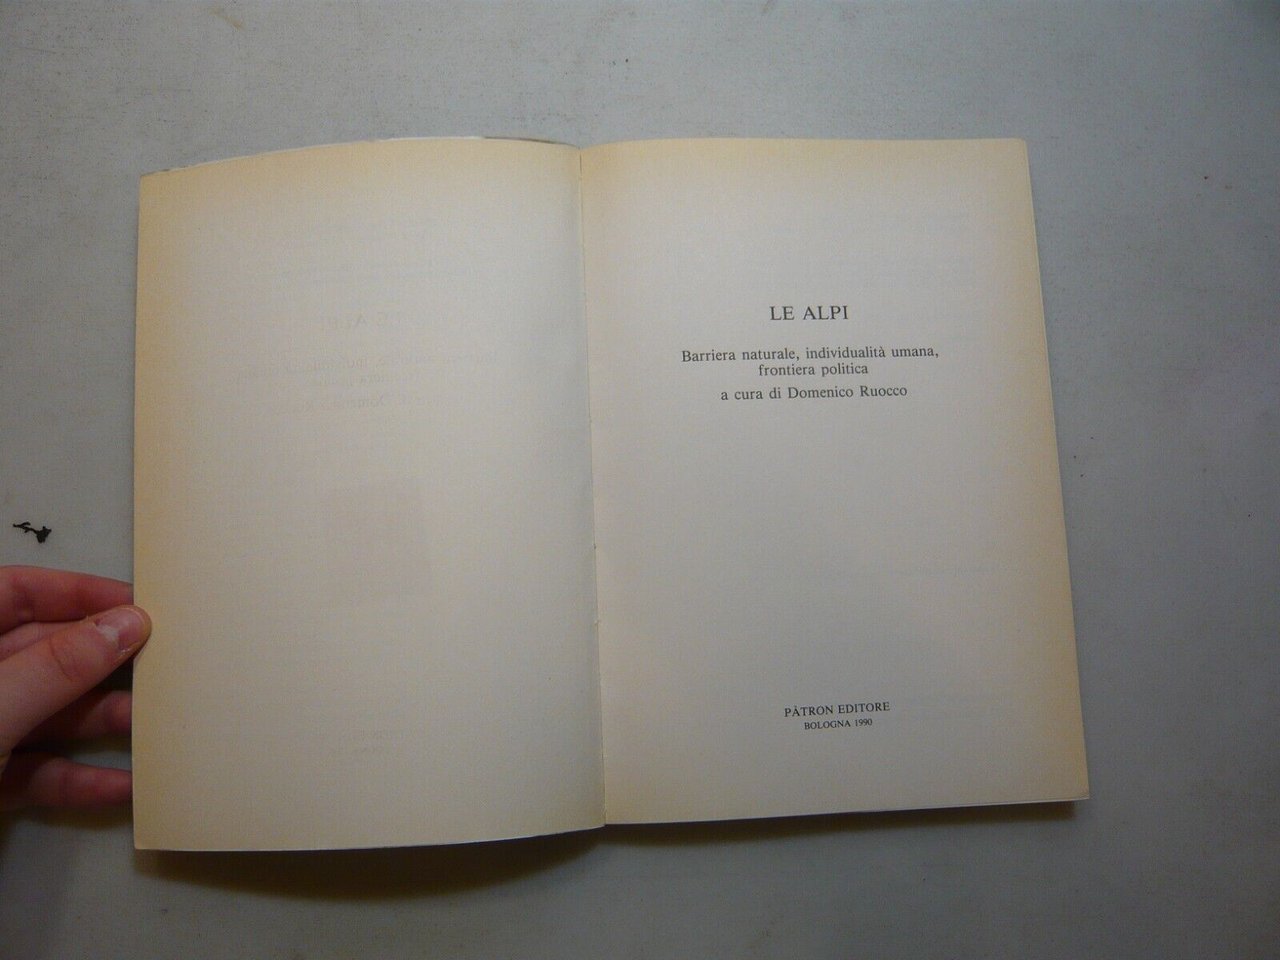 LE ALPI
Barriera naturale, individualità umana,
frontiera politica
a cura di Domenico Ruocco
PÀTRON EDITORE
BOLOGNA 1990